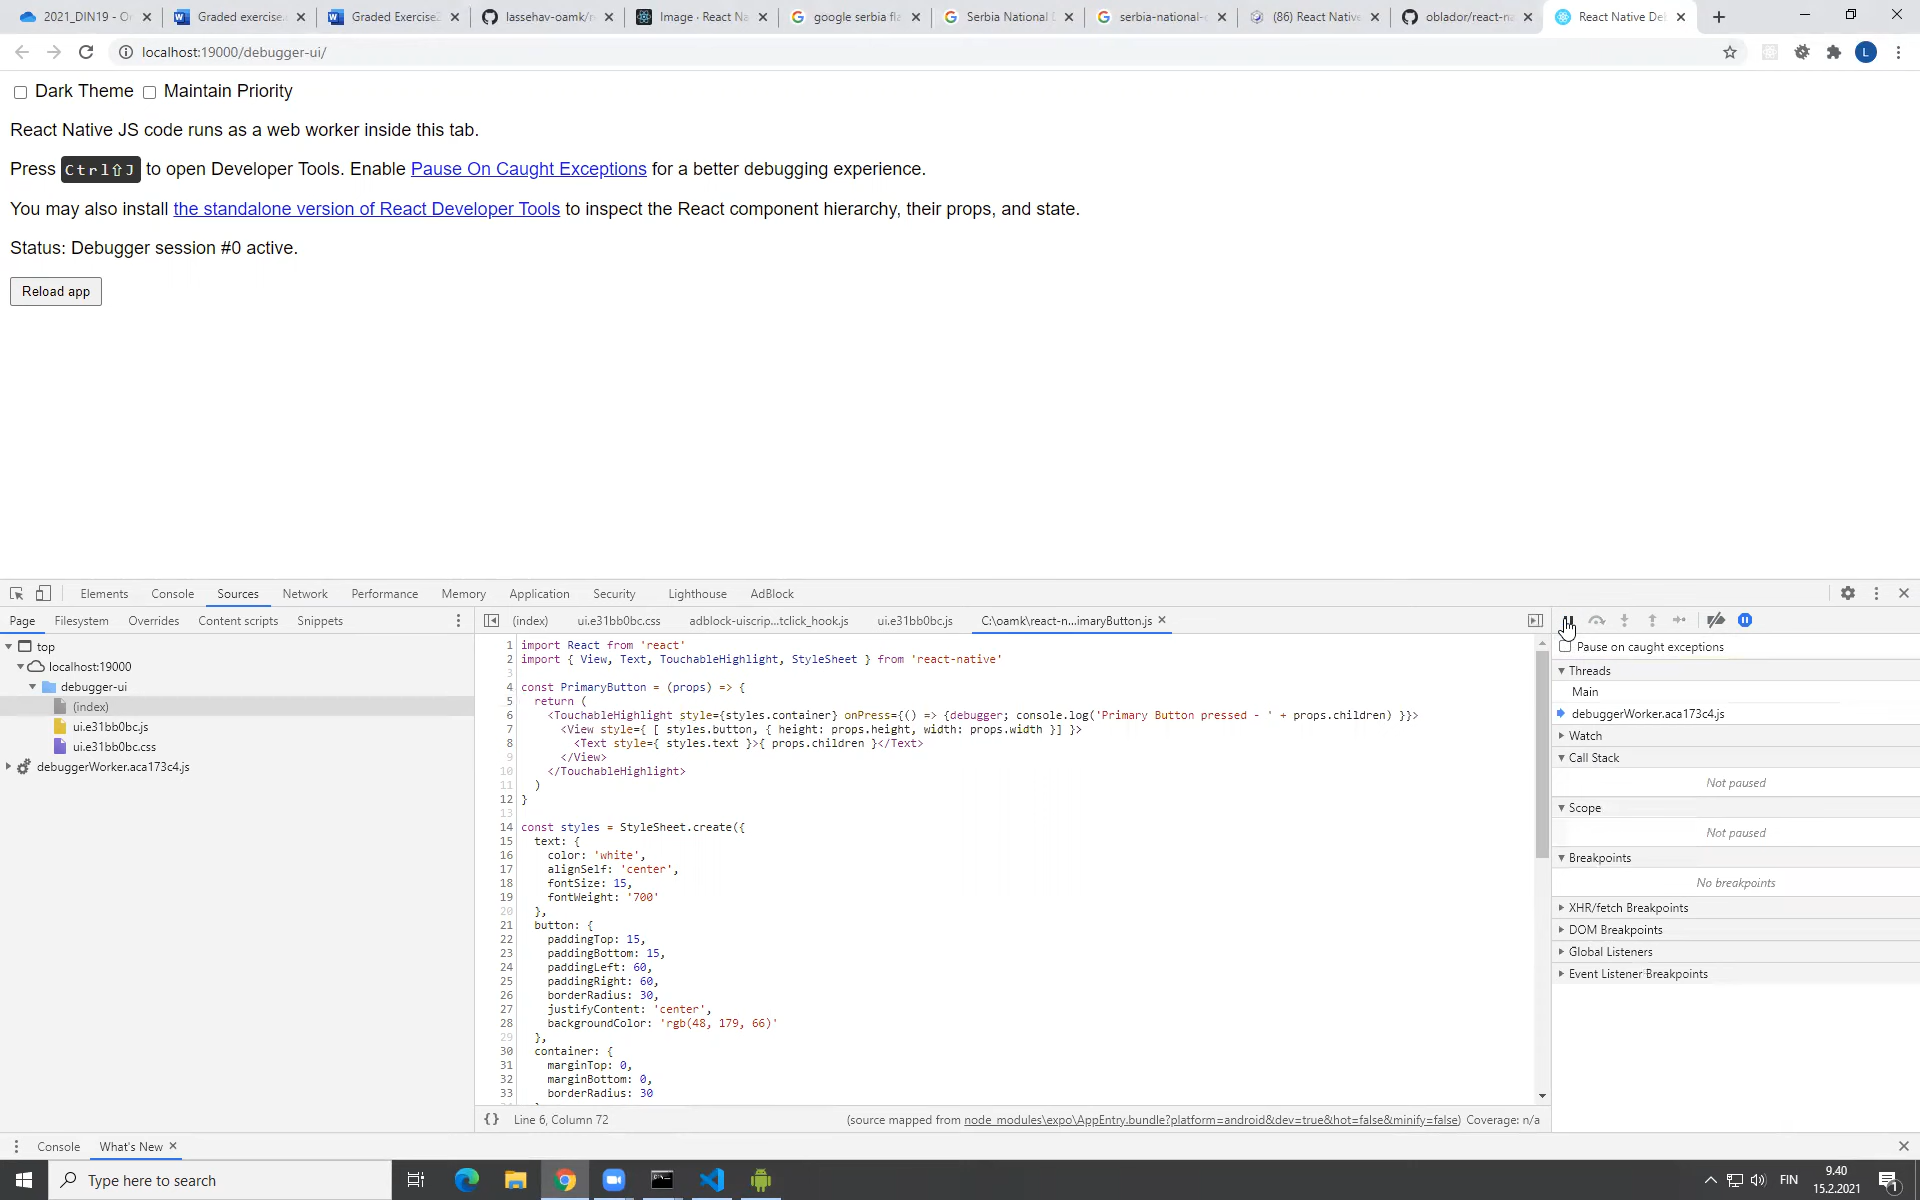 2021_DIN19 - O
Graded exercise
Graded Exercise
lassehav-oamk/r
Image · React Na
google serbia fl
Serbia National
serbia-national-
(86) React Native
oblador/react-n
React Native De
localhost:19000/debugger-ui/
L
Dark Theme Maintain Priority
React Native JS code runs as a web worker inside this tab.
Press Ctrl⇧J to open Developer Tools. Enable Pause On Caught Exceptions for a better debugging experience.
You may also install the standalone version of React Developer Tools to inspect the React component hierarchy, their props, and state.
Status: Debugger session #0 active.
Reload app
Elements Console Sources Network Performance Memory Application Security Lighthouse AdBlock
Page Filesystem Overrides Content scripts Snippets
(index) ui.e31bb0bc.css adblock-uiscrip...tclick_hook.js ui.e31bb0bc.js C:\oamk\react-n...imaryButton.js
top
localhost:19000
debugger-ui
(index)
ui.e31bb0bc.js
ui.e31bb0bc.css
debuggerWorker.aca173c4.js
1 import React from 'react'
2 import { View, Text, TouchableHighlight, StyleSheet } from 'react-native'
3
4 const PrimaryButton = (props) => {
5 return (
6 <TouchableHighlight style={styles.container} onPress={() => {debugger; console.log('Primary Button pressed - ' + props.children) }}>
7 <View style={ [ styles.button, { height: props.height, width: props.width }] }>
8 <Text style={ styles.text }>{ props.children }</Text>
9 </View>
10 </TouchableHighlight>
11 )
12 }
13
14 const styles = StyleSheet.create({
15 text: {
16 color: 'white',
17 alignSelf: 'center',
18 fontSize: 15,
19 fontWeight: '700'
20 },
21 button: {
22 paddingTop: 15,
23 paddingBottom: 15,
24 paddingLeft: 60,
25 paddingRight: 60,
26 borderRadius: 30,
27 justifyContent: 'center',
28 backgroundColor: 'rgb(48, 179, 66)'
29 },
30 container: {
31 marginTop: 0,
32 marginBottom: 0,
33 borderRadius: 30
{} Line 6, Column 72 (source mapped from node_modules\expo\AppEntry.bundle?platform=android&dev=true&hot=false&minify=false) Coverage: n/a
Pause on caught exceptions
Threads
Main
debuggerWorker.aca173c4.js
Watch
Call Stack
Not paused
Scope
Not paused
Breakpoints
No breakpoints
XHR/fetch Breakpoints
DOM Breakpoints
Global Listeners
Event Listener Breakpoints
Console What's New
Type here to search
FIN
9.40
15.2.2021
1